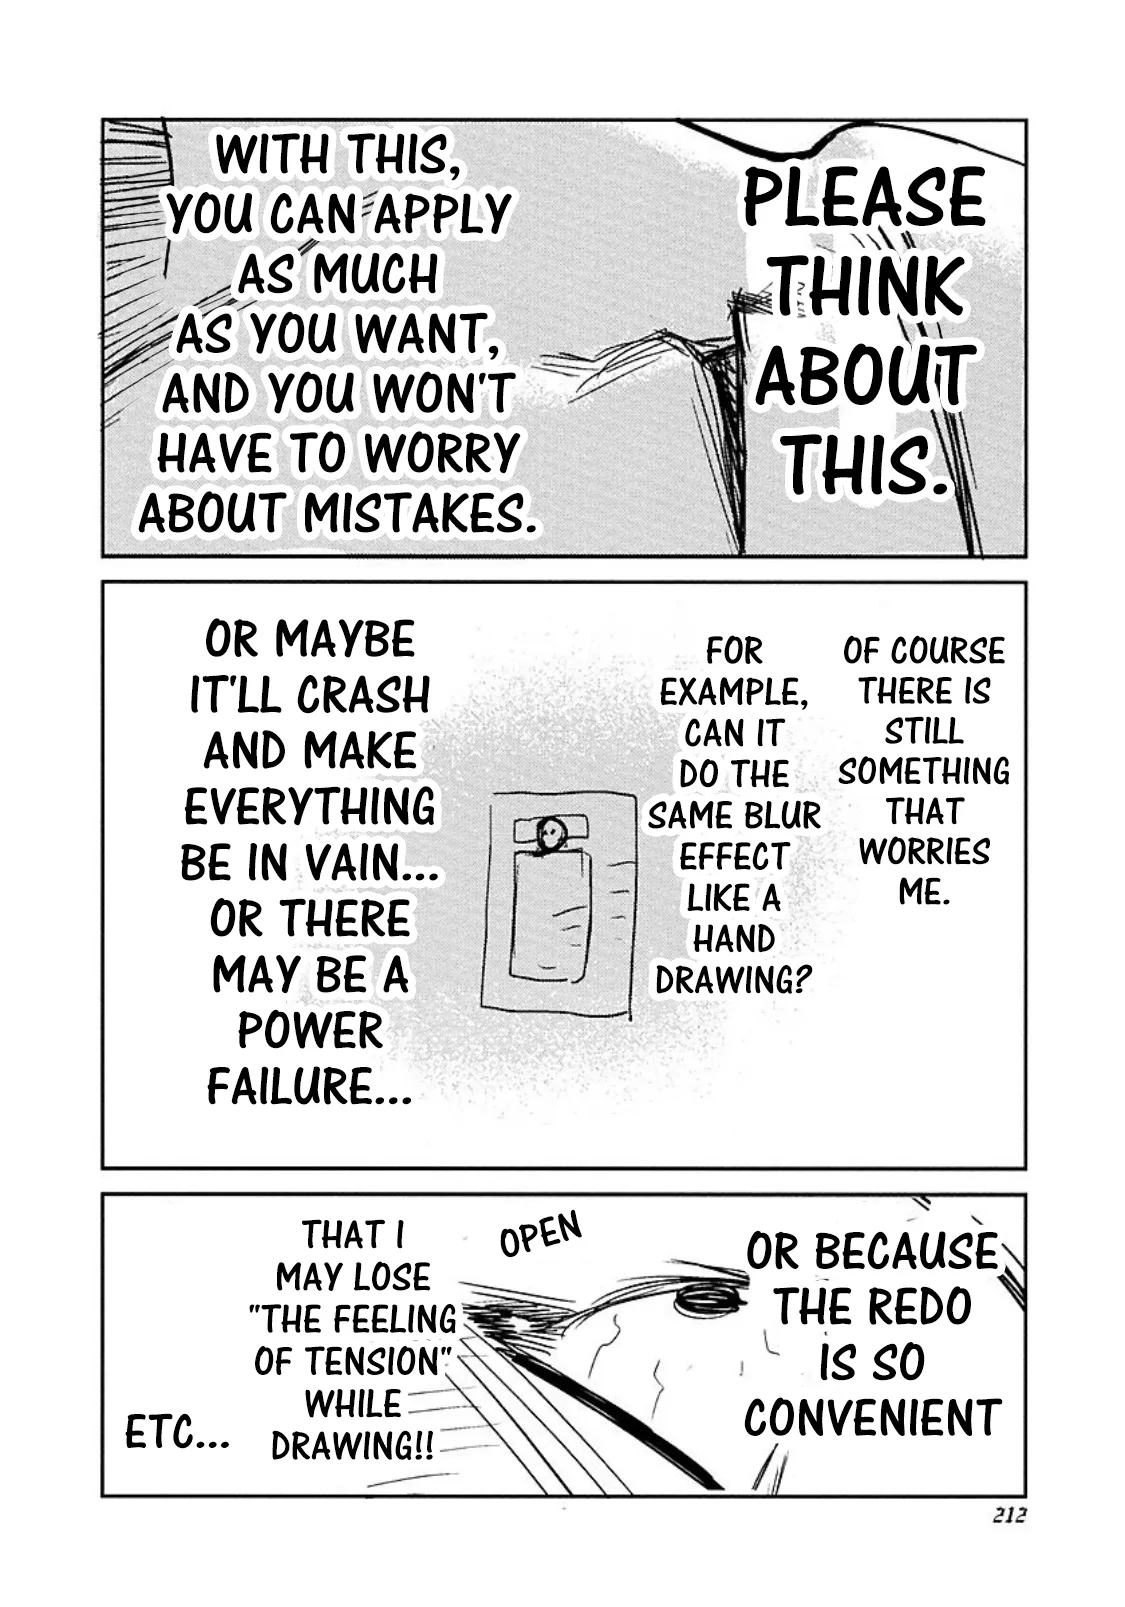 PLEASE
THINK
ABOUT
THIS.
WITH THIS,
YOU CAN APPLY
AS MUCH
AS YOU WANT,
AND YOU WON'T
HAVE TO WORRY
ABOUT MISTAKES.
OF COURSE
THERE IS
STILL
SOMETHING
THAT
WORRIES
ME.
FOR
EXAMPLE,
CAN IT
DO THE
SAME BLUR
EFFECT
LIKE A
HAND
DRAWING?
OR MAYBE
IT'LL CRASH
AND MAKE
EVERYTHING
BE IN VAIN...
OR THERE
MAY BE A
POWER
FAILURE...
OR BECAUSE
THE REDO
IS SO
CONVENIENT
OPEN
THAT I
MAY LOSE
"THE FEELING
OF TENSION"
WHILE
DRAWING!!
ETC...
212